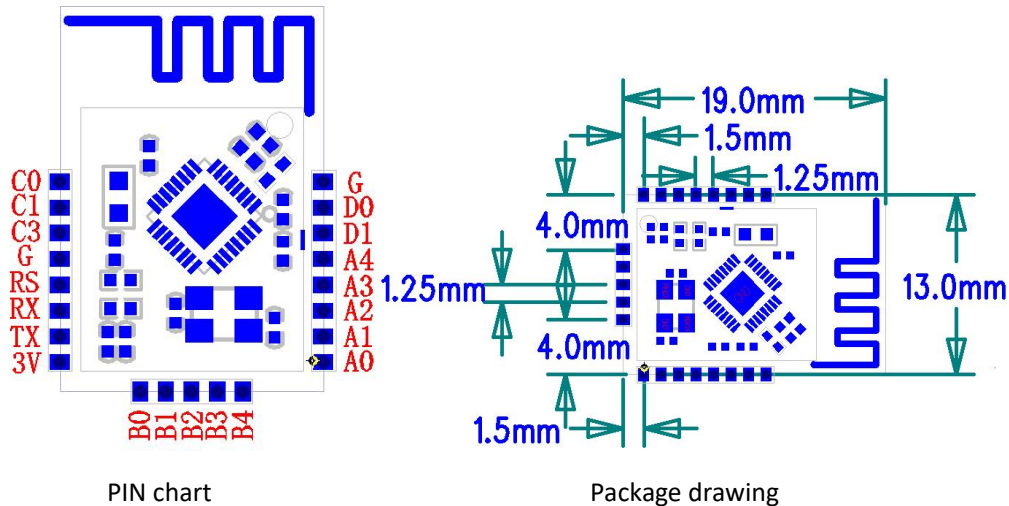 C0
C1
C3
G
RS
RX
TX
3V
G
D0
D1
A4
A3
A2
A1
A0
B0
B1
B2
B3
B4
PIN chart
19.0mm
1.5mm
1.25mm
4.0mm
1.25mm
13.0mm
4.0mm
1.5mm
Package drawing